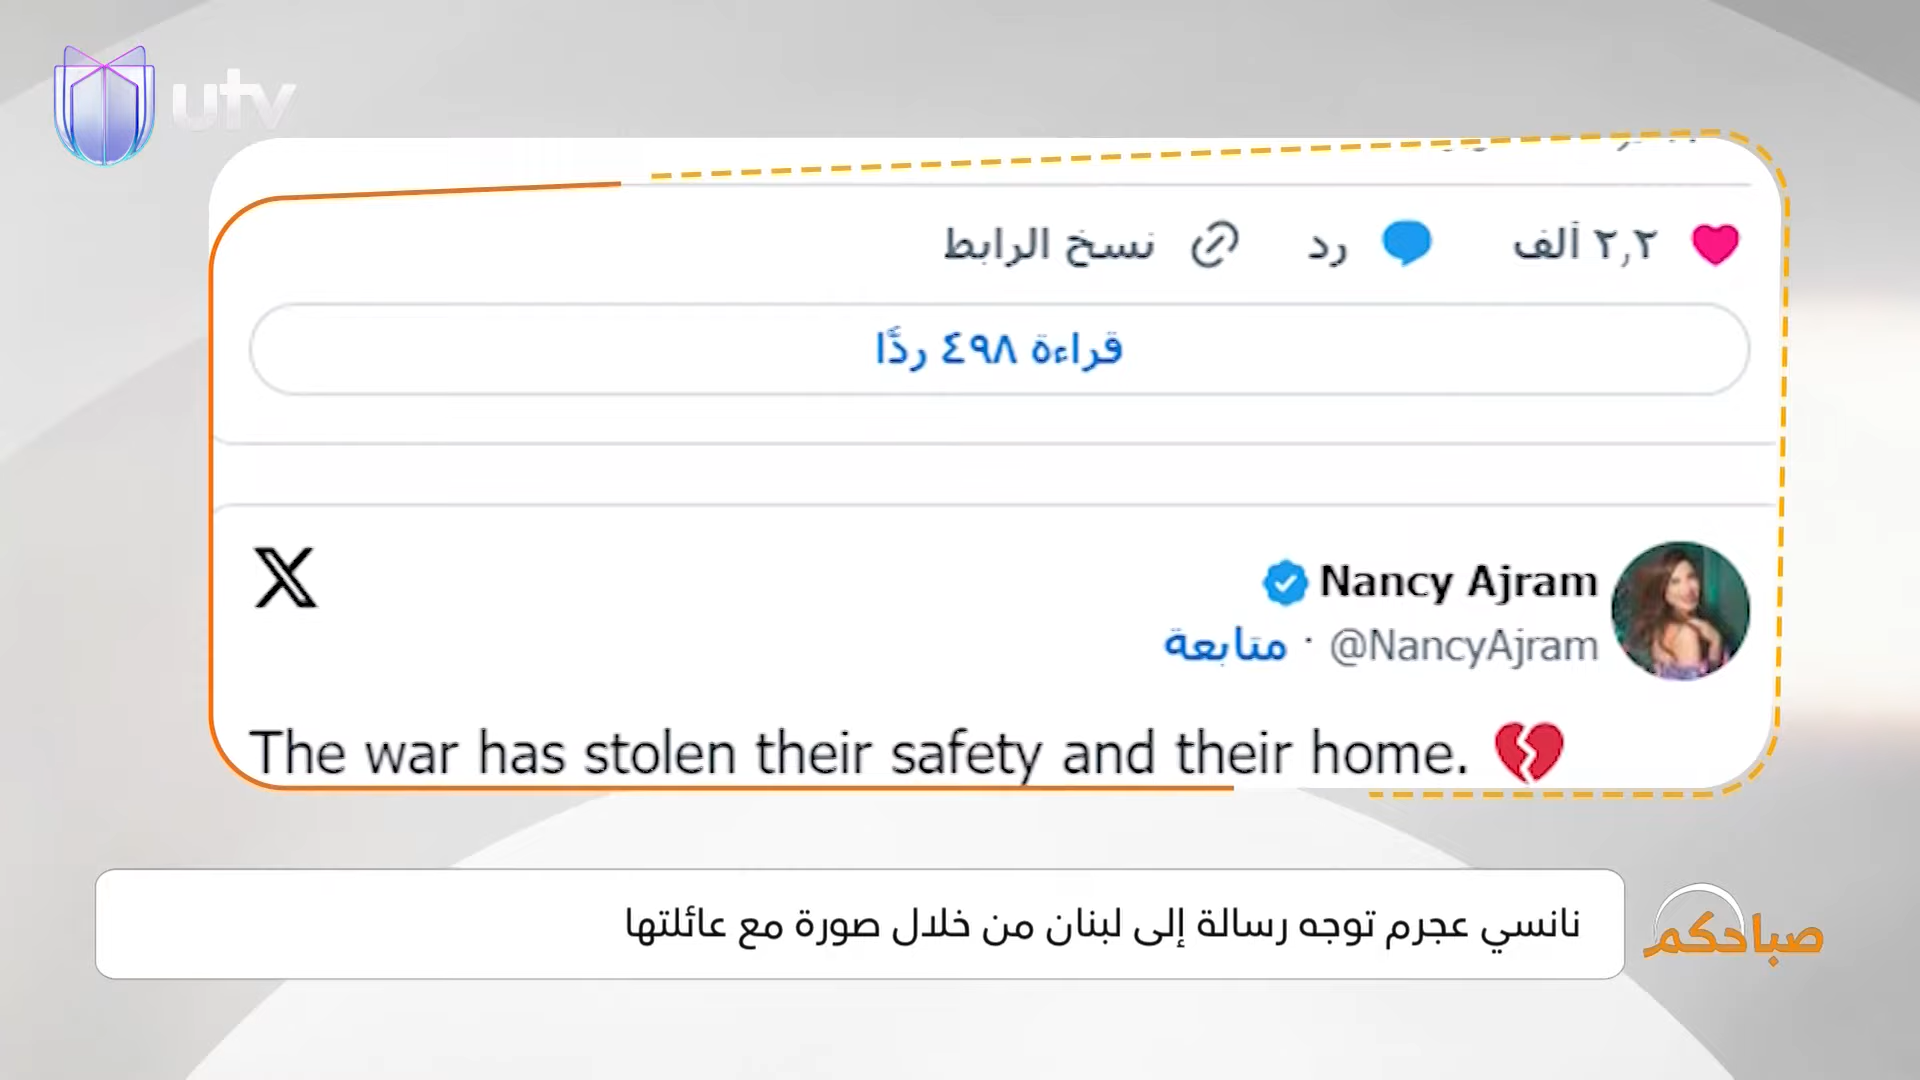 utv
٢,٢ ألف
رد
نسخ الرابط
قراءة ٤٩٨ ردًّا
Nancy Ajram
@NancyAjram · متابعة
The war has stolen their safety and their home. 💔
نانسي عجرم توجه رسالة إلى لبنان من خلال صورة مع عائلتها
صباحكم